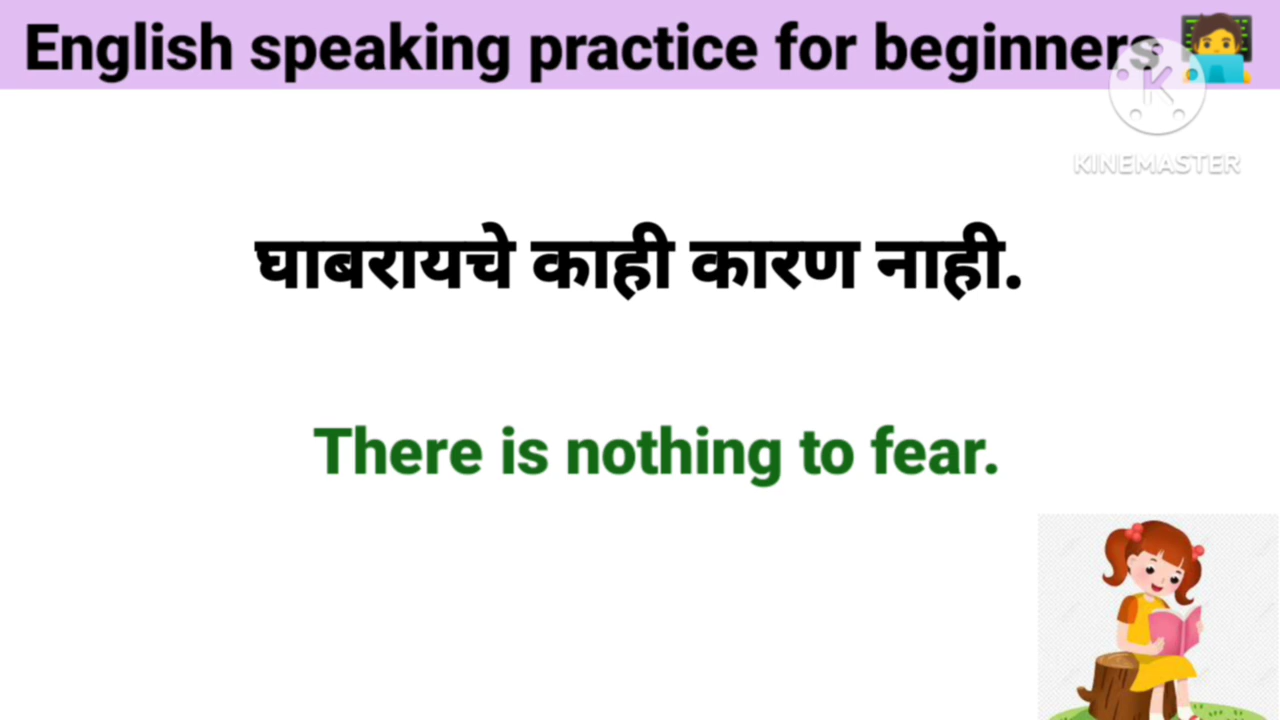 English speaking practice for beginners
KINEMASTER
घाबरायचे काही कारण नाही.
There is nothing to fear.